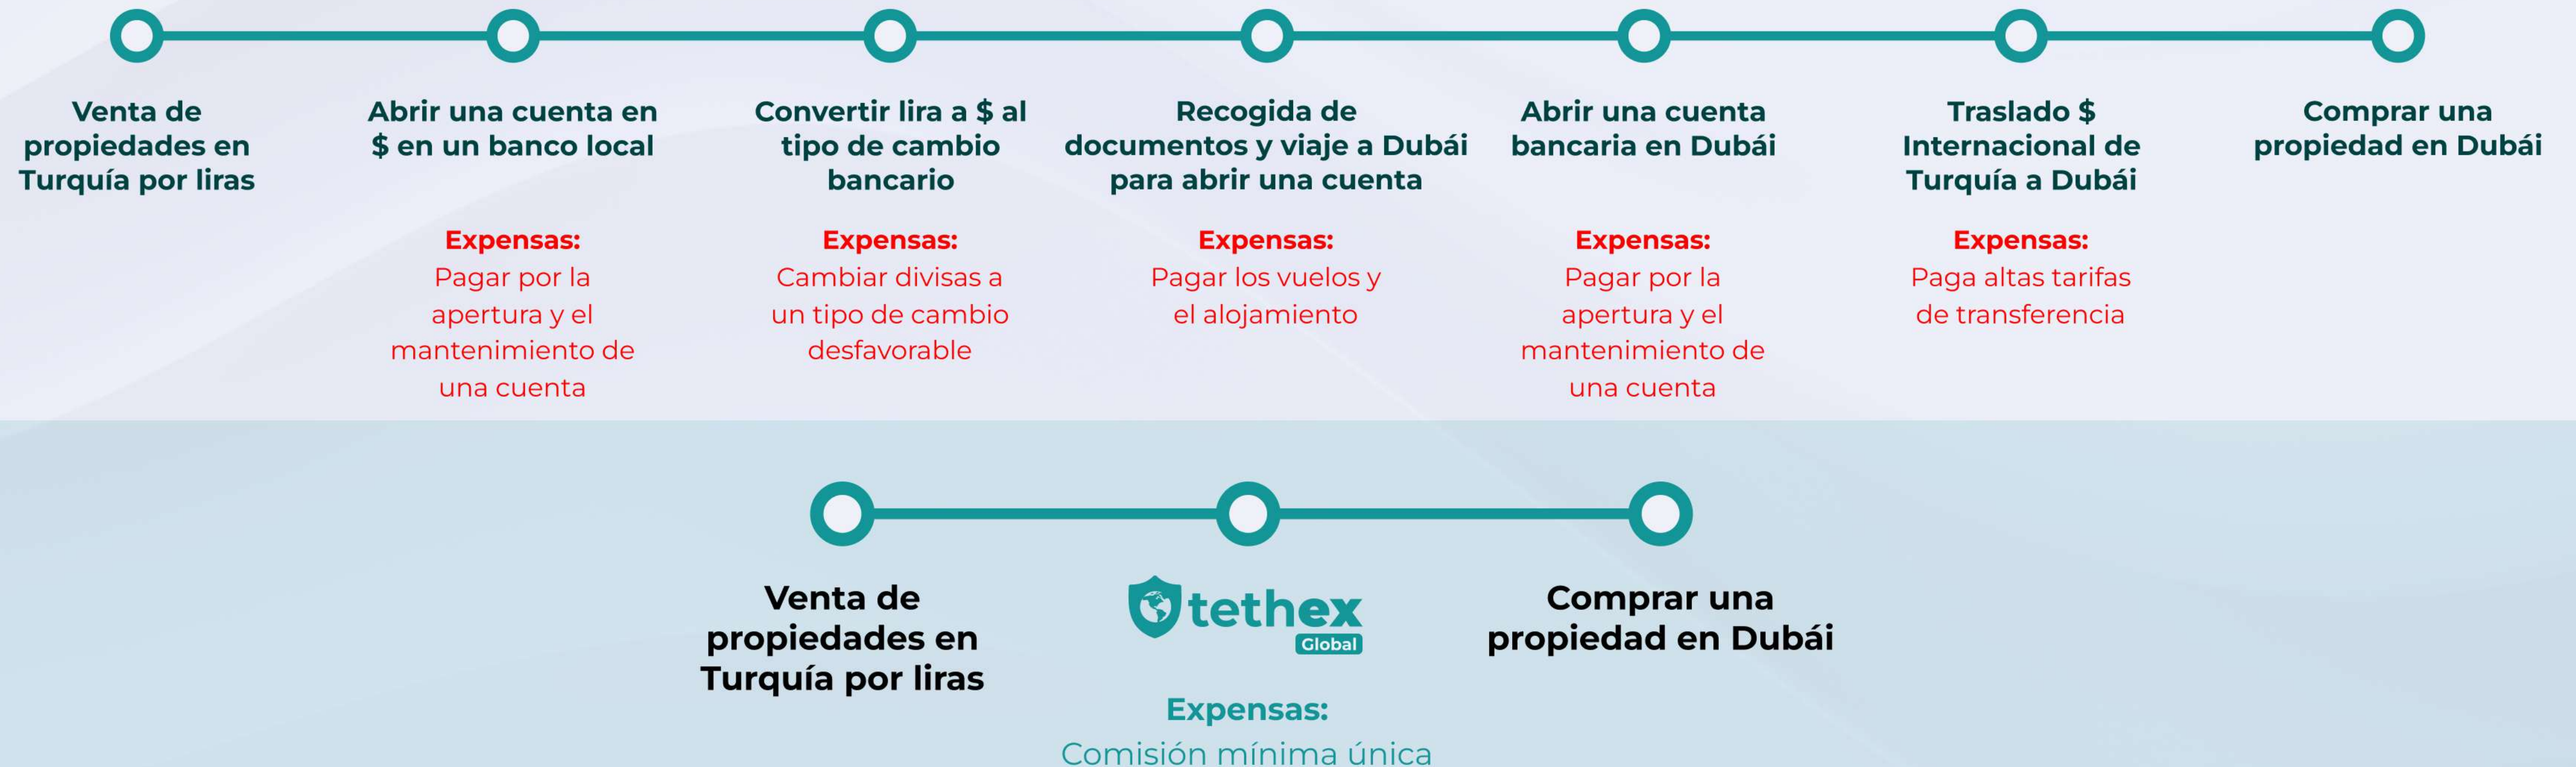 Venta de
propiedades en
Turquía por liras
Abrir una cuenta en
$ en un banco local
Expensas:
Pagar por la
apertura y el
mantenimiento de
una cuenta
Convertir lira a $ al
tipo de cambio
bancario
Expensas:
Cambiar divisas a
un tipo de cambio
desfavorable
Recogida de
documentos y viaje a Dubái
para abrir una cuenta
Expensas:
Pagar los vuelos y
el alojamiento
Abrir una cuenta
bancaria en Dubái
Expensas:
Pagar por la
apertura y el
mantenimiento de
una cuenta
Traslado $
Internacional de
Turquía a Dubái
Expensas:
Paga altas tarifas
de transferencia
Comprar una
propiedad en Dubái
Venta de
propiedades en
Turquía por liras
tethex
Global
Expensas:
Comisión mínima única
Comprar una
propiedad en Dubái